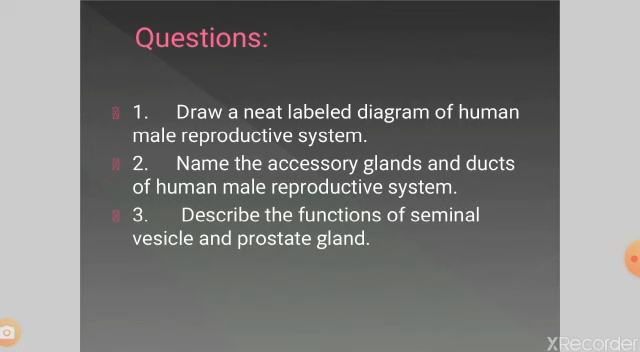 Questions:
1. Draw a neat labeled diagram of human
male reproductive system.
2. Name the accessory glands and ducts
of human male reproductive system.
3. Describe the functions of seminal
vesicle and prostate gland.
XRecorder